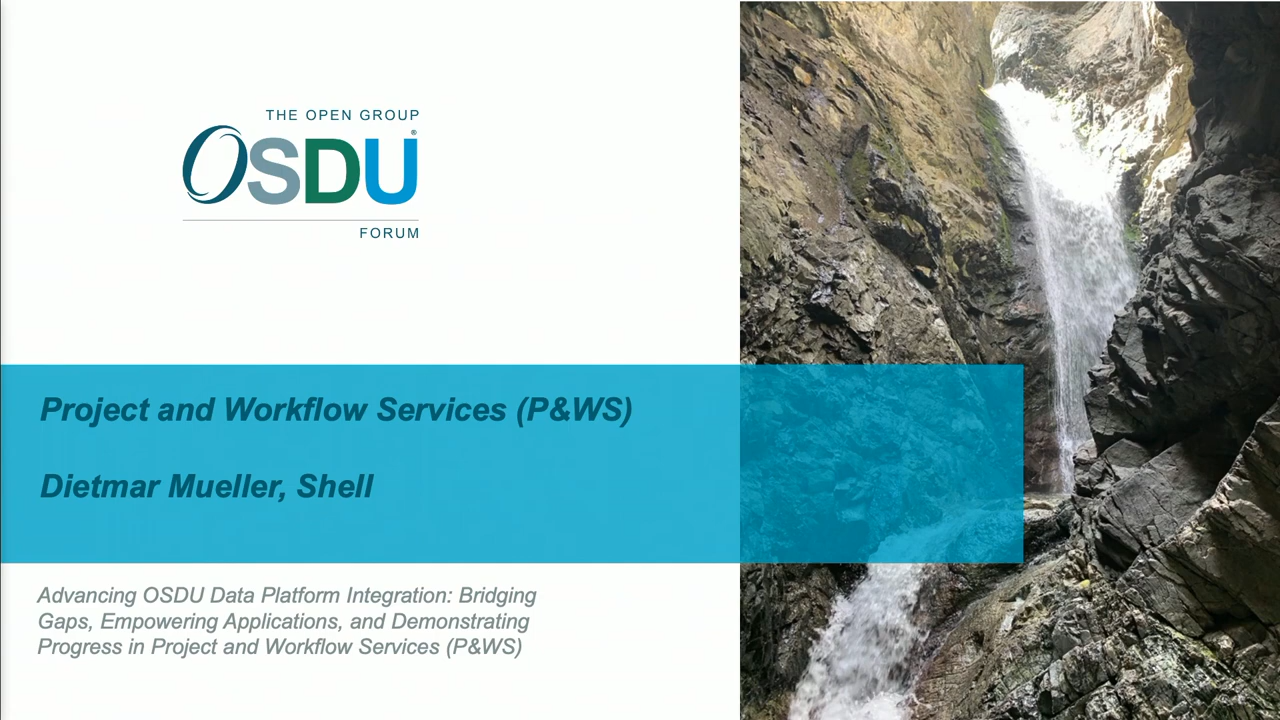 THE OPEN GROUP
OSDU®
FORUM
Project and Workflow Services (P&WS)
Dietmar Mueller, Shell
Advancing OSDU Data Platform Integration: Bridging
Gaps, Empowering Applications, and Demonstrating
Progress in Project and Workflow Services (P&WS)